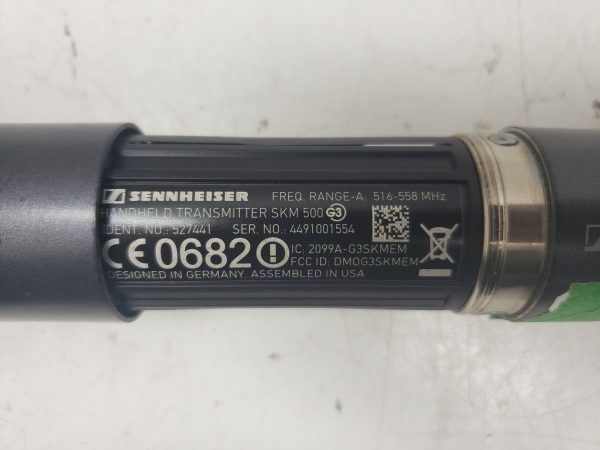 SENNHEISER FREQ. RANGE-A: 516-558 MHz
HANDHELD TRANSMITTER SKM 500 G3
IDENT. NO.: 527441 SER. NO.: 4491001554
CE0682 IC: 2099A-G3SKMEM
FCC ID: DMOG3SKMEM
DESIGNED IN GERMANY, ASSEMBLED IN USA